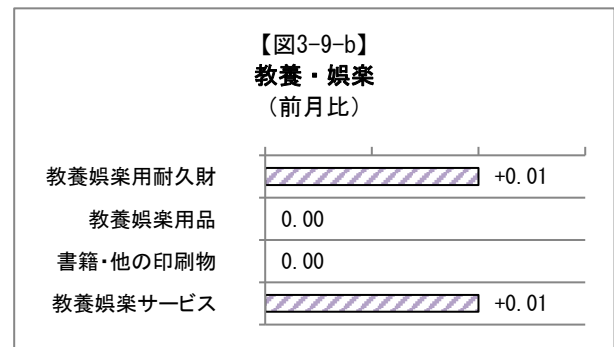 【図3-9-b】
教養・娯楽
（前月比）
教養娯楽用耐久財 +0.01
教養娯楽用品 0.00
書籍・他の印刷物 0.00
教養娯楽サービス +0.01